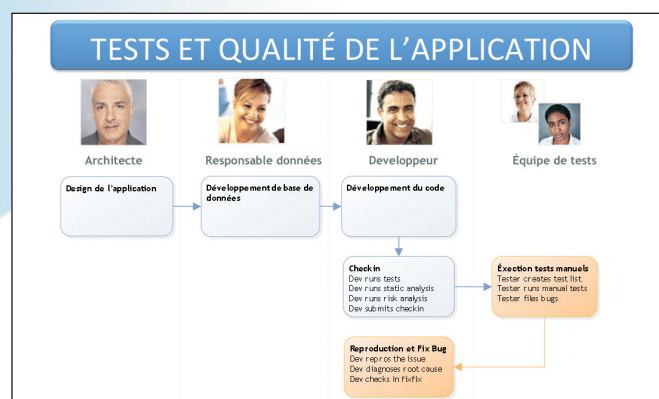 TESTS ET QUALITÉ DE L'APPLICATION
Architecte
Responsable données
Developpeur
Équipe de tests
Design de l'application
Développement de base de
données
Développement du code
Checkin
Dev runs tests
Dev runs static analysis
Dev runs risk analysis
Dev submits checkin
Éxection tests manuels
Tester creates test list
Tester runs manual tests
Tester files bugs
Reproduction et Fix Bug
Dev repros the issue
Dev diagnoses root cause
Dev checks in fixfix